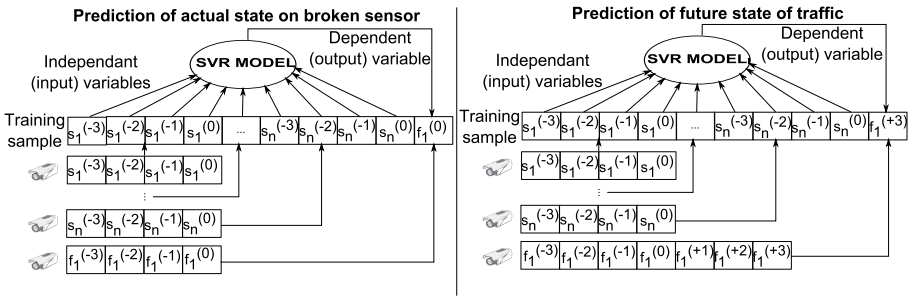 Prediction of actual state on broken sensor
Independant
(input) variables
SVR MODEL
Dependent
(output) variable
Training
sample
s1(-3) s1(-2) s1(-1) s1(0) ... sn(-3) sn(-2) sn(-1) sn(0) f1(0)
s1(-3) s1(-2) s1(-1) s1(0)
...
sn(-3) sn(-2) sn(-1) sn(0)
f1(-3) f1(-2) f1(-1) f1(0)
Prediction of future state of traffic
Independant
(input) variables
SVR MODEL
Dependent
(output) variable
Training
sample
s1(-3) s1(-2) s1(-1) s1(0) ... sn(-3) sn(-2) sn(-1) sn(0) f1(+3)
s1(-3) s1(-2) s1(-1) s1(0)
...
sn(-3) sn(-2) sn(-1) sn(0)
f1(-3) f1(-2) f1(-1) f1(0) f1(+1) f1(+2) f1(+3)